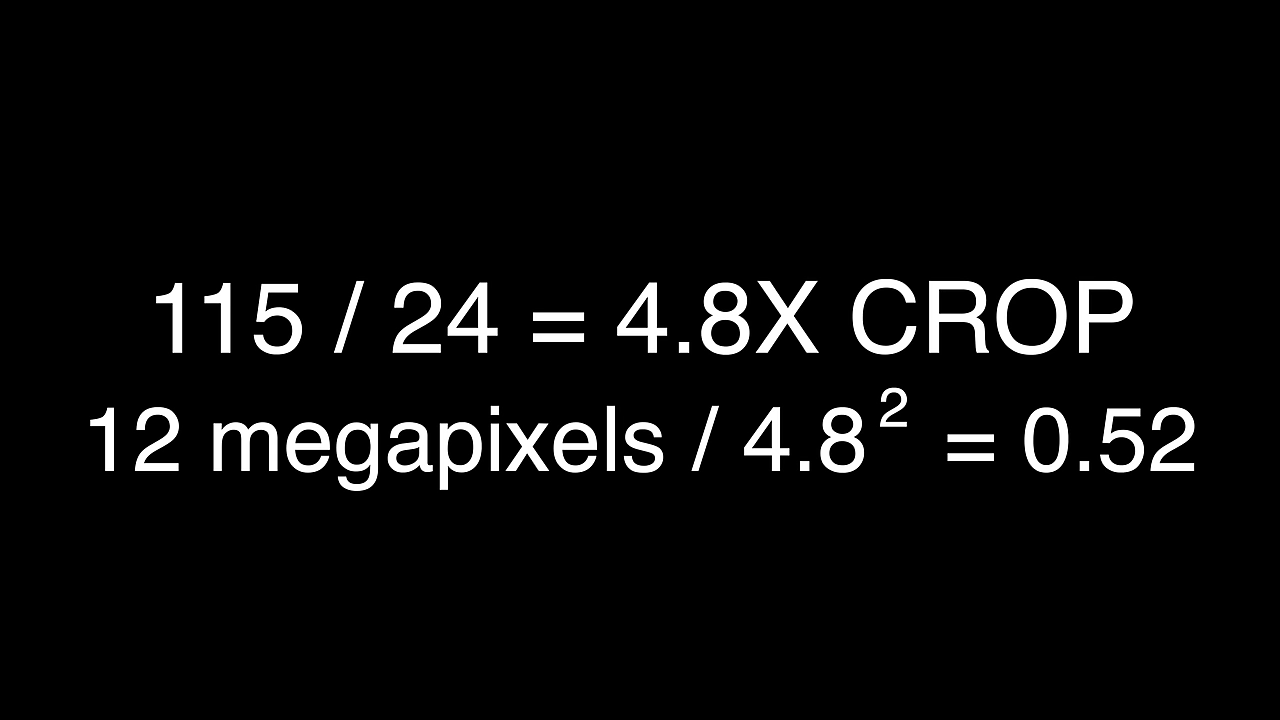 115 / 24 = 4.8X CROP
12 megapixels / 4.8² = 0.52